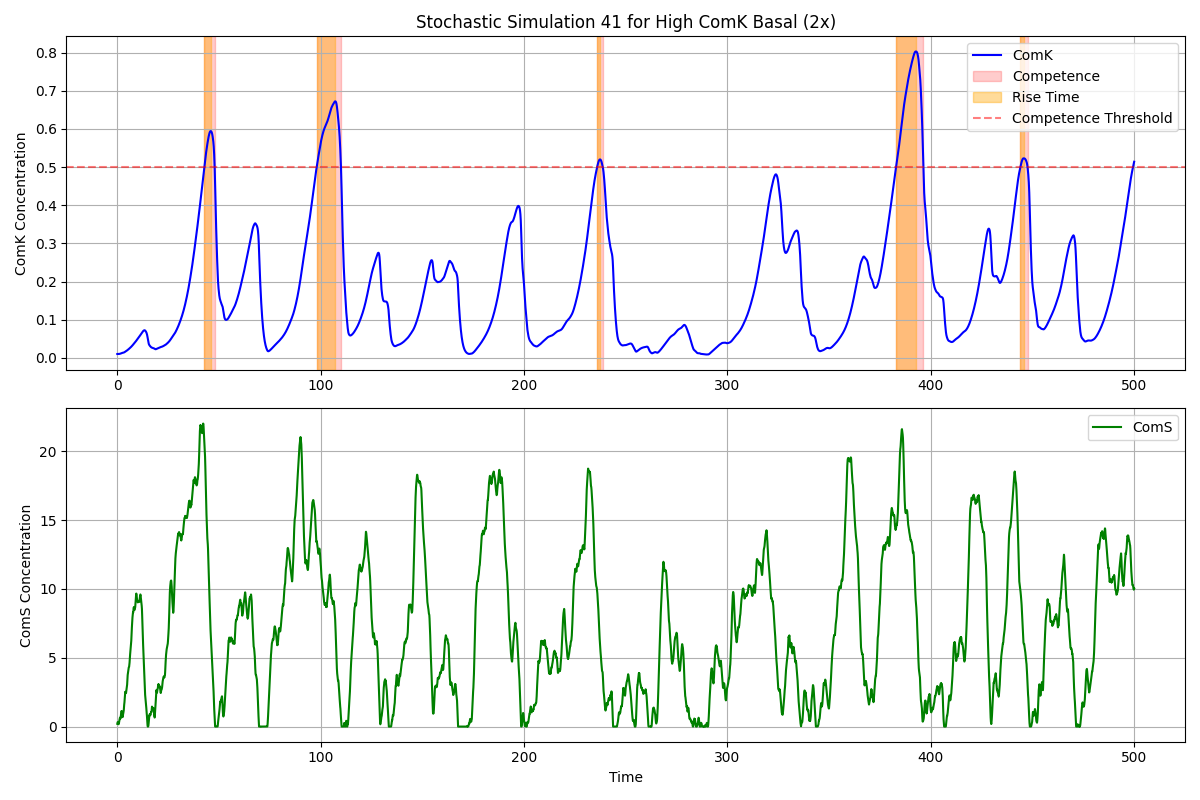 Stochastic Simulation 41 for High ComK Basal (2x)
ComK Concentration
0.8
0.7
0.6
0.5
0.4
0.3
0.2
0.1
0.0
ComK
Competence
Rise Time
Competence Threshold
0 100 200 300 400 500
ComS Concentration
20
15
10
5
0
ComS
0 100 200 300 400 500
Time